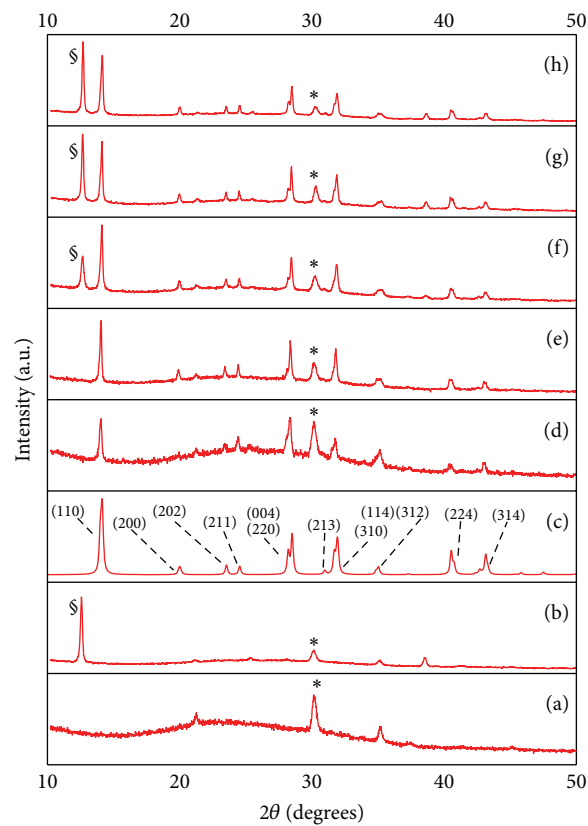 10 20 30 40 50
§ * (h)
§ * (g)
§ * (f)
* (e)
* (d)
(110) (200) (202) (211) (004) (220) (213) (310) (114)(312) (224) (314) (c)
§ * (b)
* (a)
10 20 30 40 50
2θ (degrees)
Intensity (a.u.)